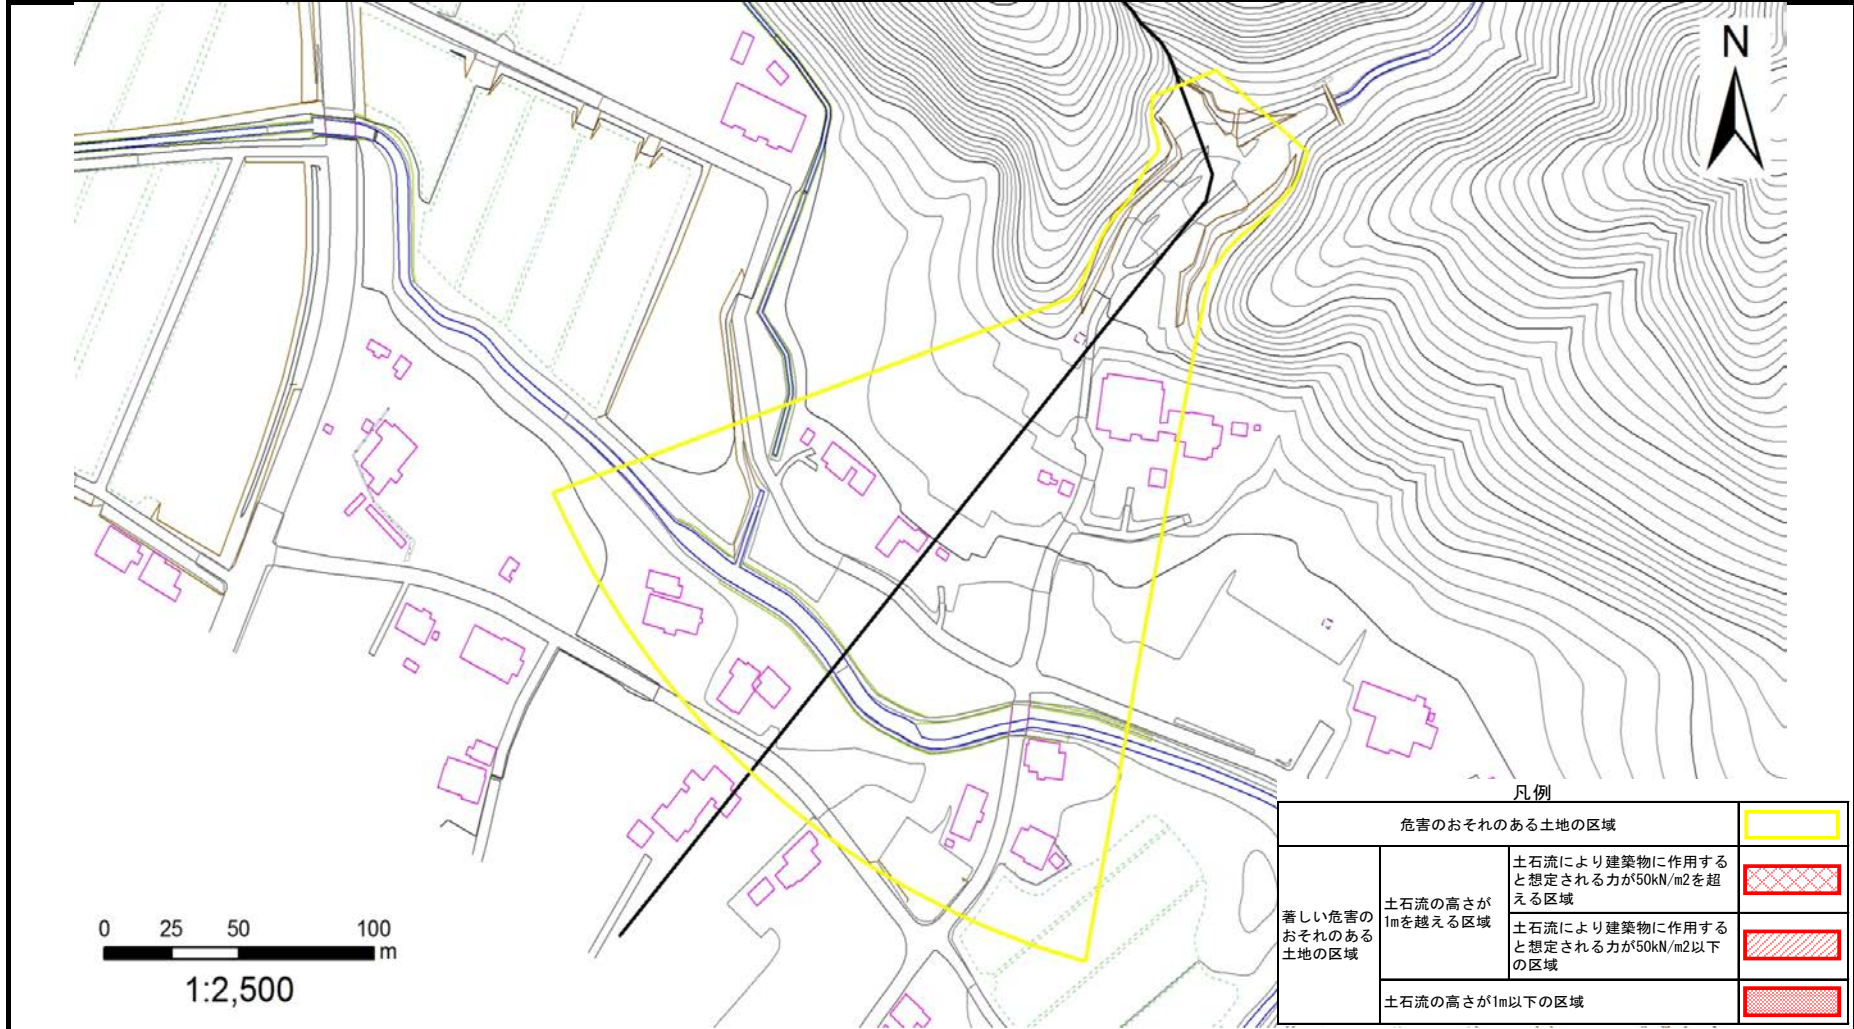 N
0 25 50 100
m
1:2,500
凡例
危害のおそれのある土地の区域
著しい危害の
おそれのある
土地の区域
土石流の高さが
1mを越える区域
土石流により建築物に作用する
と想定される力が50kN/m2を超
える区域
土石流により建築物に作用する
と想定される力が50kN/m2以下
の区域
土石流の高さが1m以下の区域